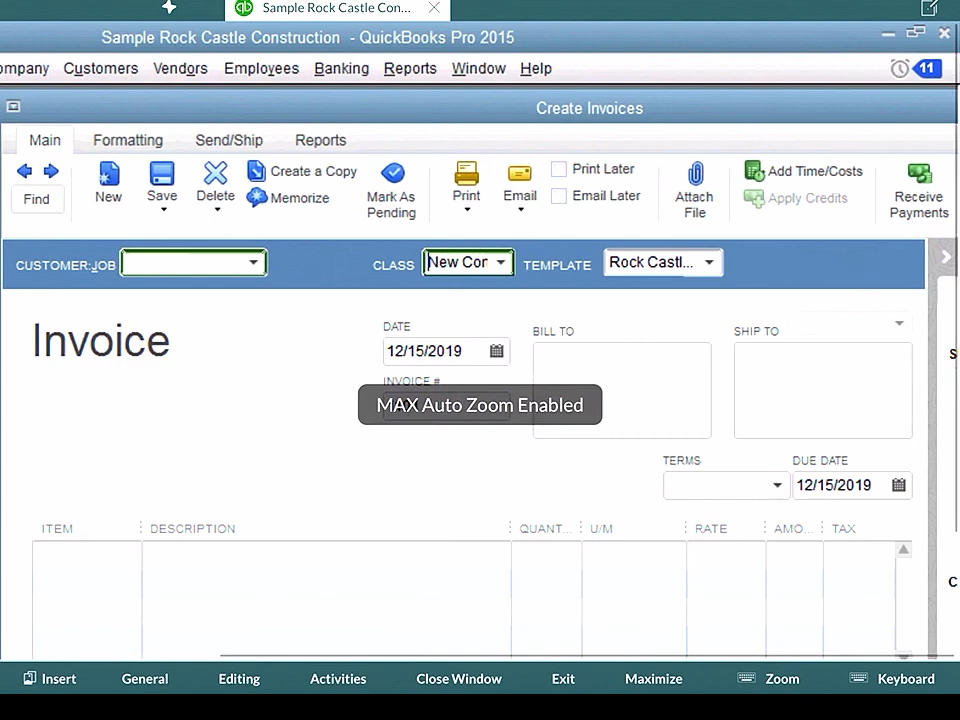 Sample Rock Castle Con...
Sample Rock Castle Construction - QuickBooks Pro 2015
ompany Customers Vendors Employees Banking Reports Window Help 11
Create Invoices
Main Formatting Send/Ship Reports
Find New Save Delete Create a Copy Memorize Mark As Pending Print Email Print Later Email Later Attach File Add Time/Costs Apply Credits Receive Payments
CUSTOMER:JOB CLASS New Cor TEMPLATE Rock Castl...
Invoice
DATE BILL TO SHIP TO
12/15/2019
INVOICE #
MAX Auto Zoom Enabled
TERMS DUE DATE
12/15/2019
ITEM DESCRIPTION QUANT... U/M RATE AMO... TAX
Insert General Editing Activities Close Window Exit Maximize Zoom Keyboard